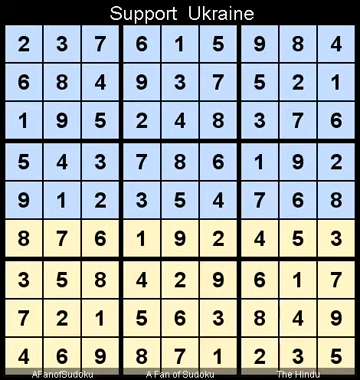 Support Ukraine
2 3 7 6 1 5 9 8 4
6 8 4 9 3 7 5 2 1
1 9 5 2 4 8 3 7 6
5 4 3 7 8 6 1 9 2
9 1 2 3 5 4 7 6 8
8 7 6 1 9 2 4 5 3
3 5 8 4 2 9 6 1 7
7 2 1 5 6 3 8 4 9
4 6 9 8 7 1 2 3 5
AFanofSudoku A Fan of Sudoku The Hindu